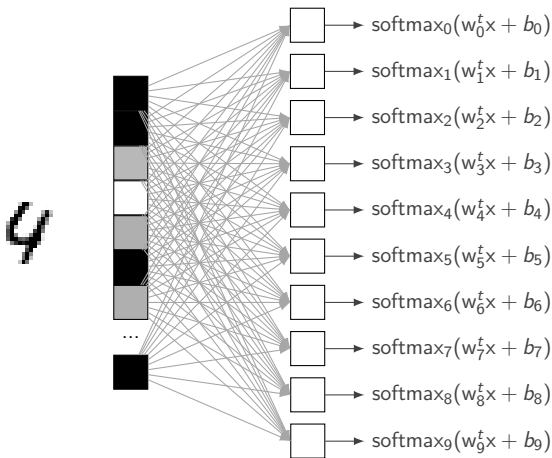 softmax₀(w₀ᵗx + b₀)
softmax₁(w₁ᵗx + b₁)
softmax₂(w₂ᵗx + b₂)
softmax₃(w₃ᵗx + b₃)
softmax₄(w₄ᵗx + b₄)
4
softmax₅(w₅ᵗx + b₅)
softmax₆(w₆ᵗx + b₆)
...
softmax₇(w₇ᵗx + b₇)
softmax₈(w₈ᵗx + b₈)
softmax₉(w₉ᵗx + b₉)